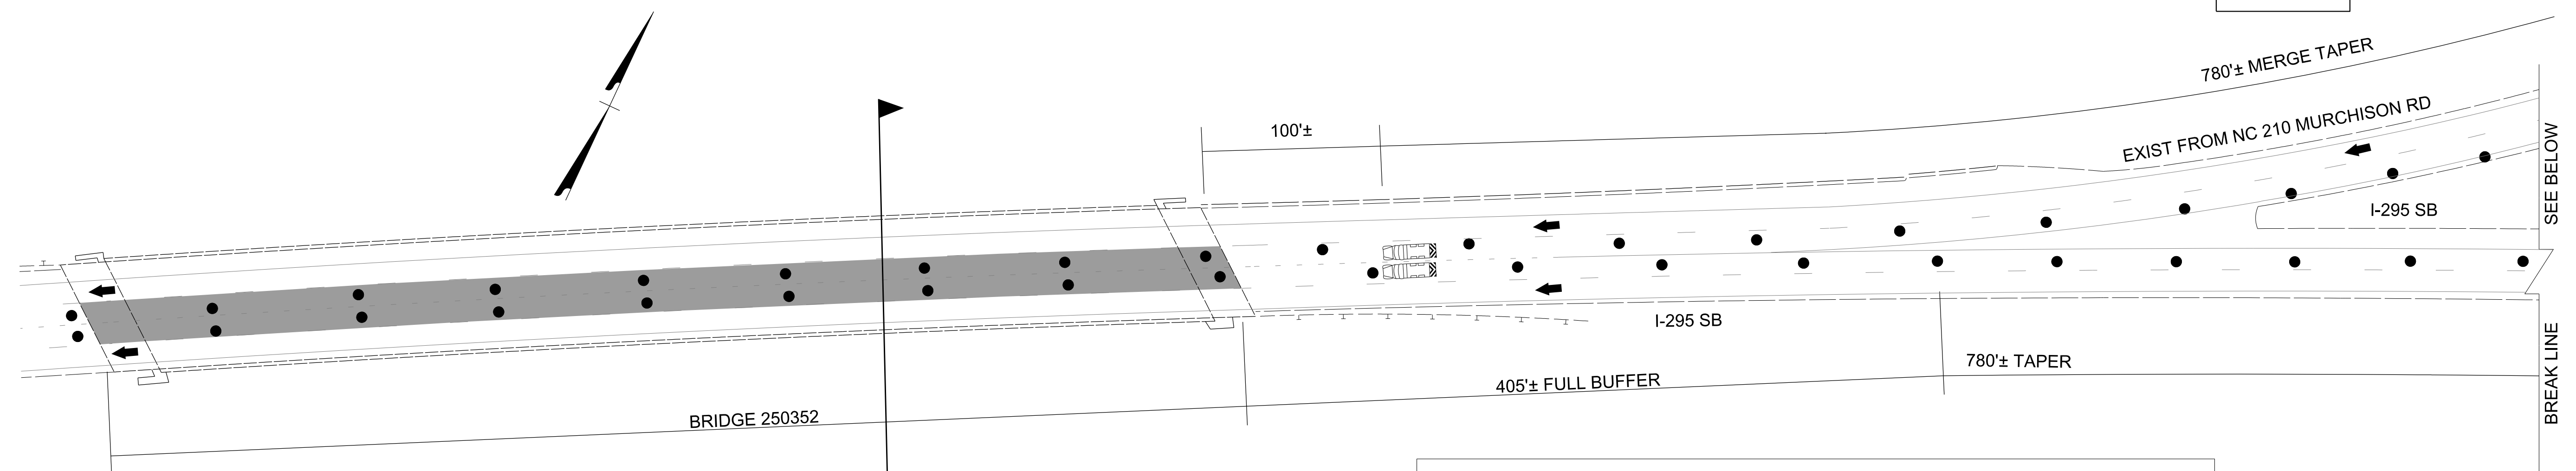 780'± MERGE TAPER
100'±
EXIST FROM NC 210 MURCHISON RD
SEE BELOW
I-295 SB
I-295 SB
BREAK LINE
780'± TAPER
405'± FULL BUFFER
BRIDGE 250352